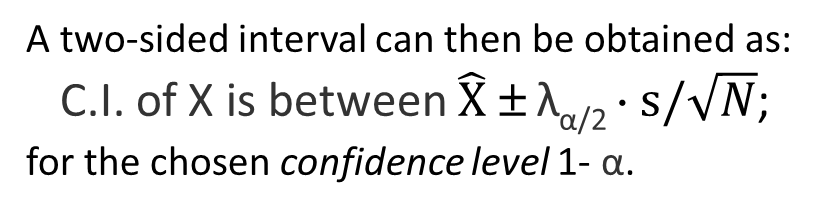 A two-sided interval can then be obtained as:
C.I. of X is between X̂ ± λα/2 · s/√N;
for the chosen confidence level 1- α.